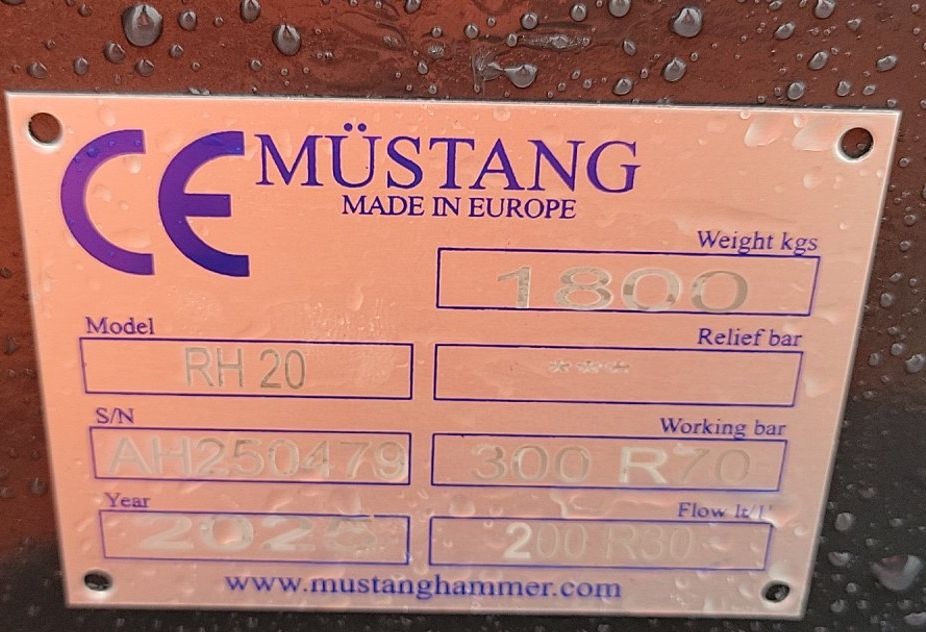 CE MÜSTANG
MADE IN EUROPE
Weight kgs
1800
Model
RH 20
Relief bar
***
S/N
AH250479
Working bar
300 R70
Year
Flow lt/1'
200 R30
www.mustanghammer.com